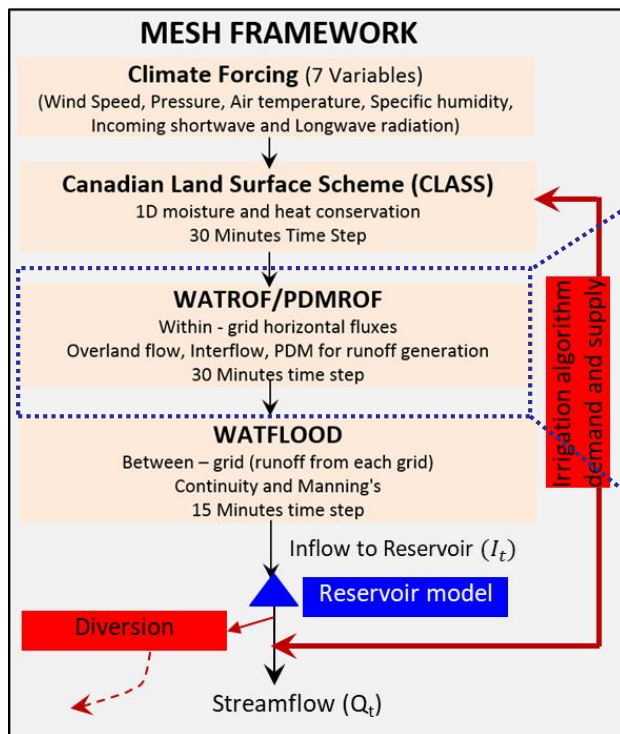 MESH FRAMEWORK
Climate Forcing (7 Variables)
(Wind Speed, Pressure, Air temperature, Specific humidity,
Incoming shortwave and Longwave radiation)
Canadian Land Surface Scheme (CLASS)
1D moisture and heat conservation
30 Minutes Time Step
WATROF/PDMROF
Within - grid horizontal fluxes
Overland flow, Interflow, PDM for runoff generation
30 Minutes time step
WATFLOOD
Between – grid (runoff from each grid)
Continuity and Manning's
15 Minutes time step
Irrigation algorithm
demand and supply
Inflow to Reservoir (I_t)
Reservoir model
Diversion
Streamflow (Q_t)